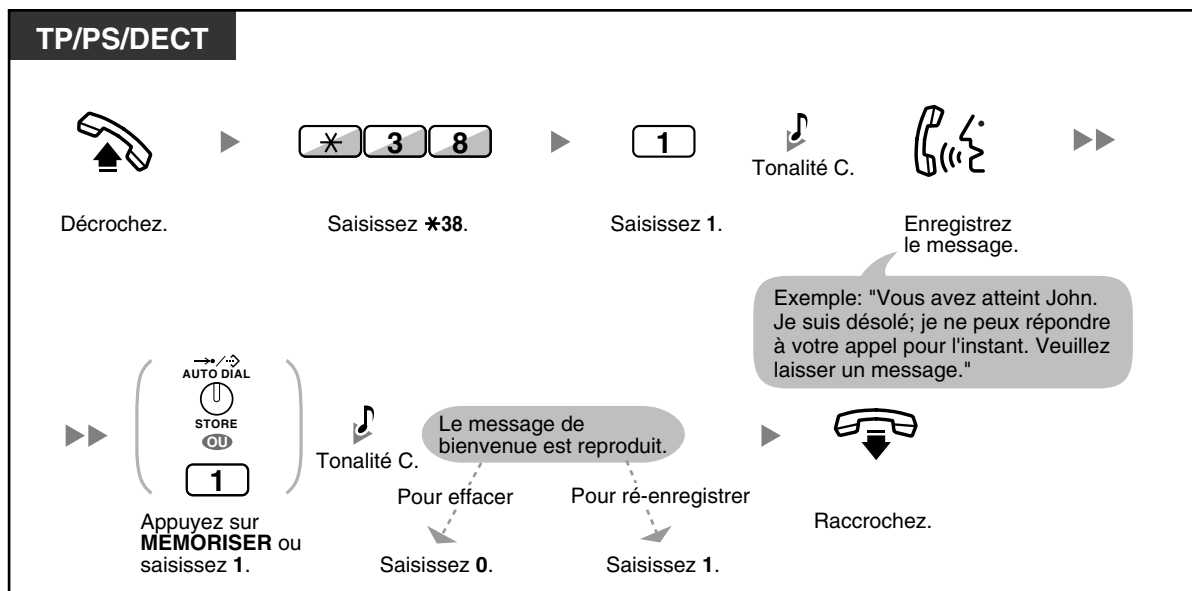 TP/PS/DECT
✳ 3 8
1
Tonalité C.
Décrochez.
Saisissez ✳38.
Saisissez 1.
Enregistrez
le message.
Exemple: "Vous avez atteint John.
Je suis désolé; je ne peux répondre
à votre appel pour l'instant. Veuillez
laisser un message."
AUTO DIAL
STORE
OU
1
Appuyez sur
MEMORISER ou
saisissez 1.
Tonalité C.
Le message de
bienvenue est reproduit.
Pour effacer
Pour ré-enregistrer
Saisissez 0.
Saisissez 1.
Raccrochez.